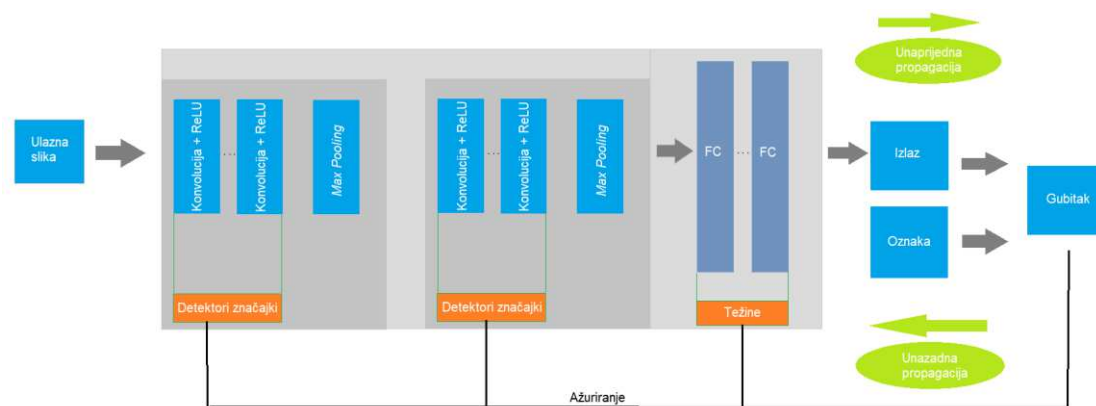 Unaprijedna
propagacija
Ulazna
slika
Konvolucija + ReLU
...
Konvolucija + ReLU
Max Pooling
Konvolucija + ReLU
...
Konvolucija + ReLU
Max Pooling
FC
...
FC
Izlaz
Oznaka
Gubitak
Detektori značajki
Detektori značajki
Težine
Unazadna
propagacija
Ažuriranje